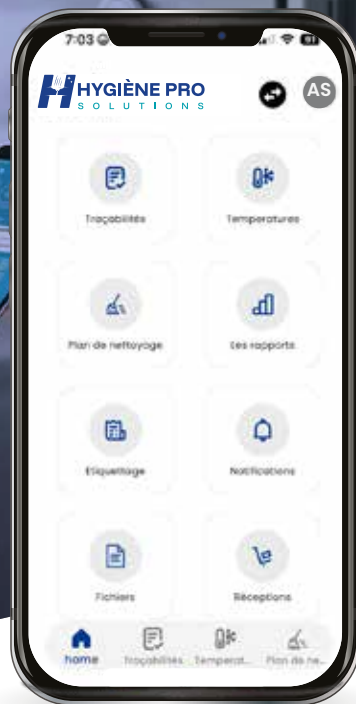 7:03
HYGIÈNE PRO
SOLUTIONS
AS
Traçabilités
Temperatures
Plan de nettoyage
Les rapports
Etiquettage
Notifications
Fichiers
Réceptions
home
Traçabilités
Temperat...
Plan de ne...